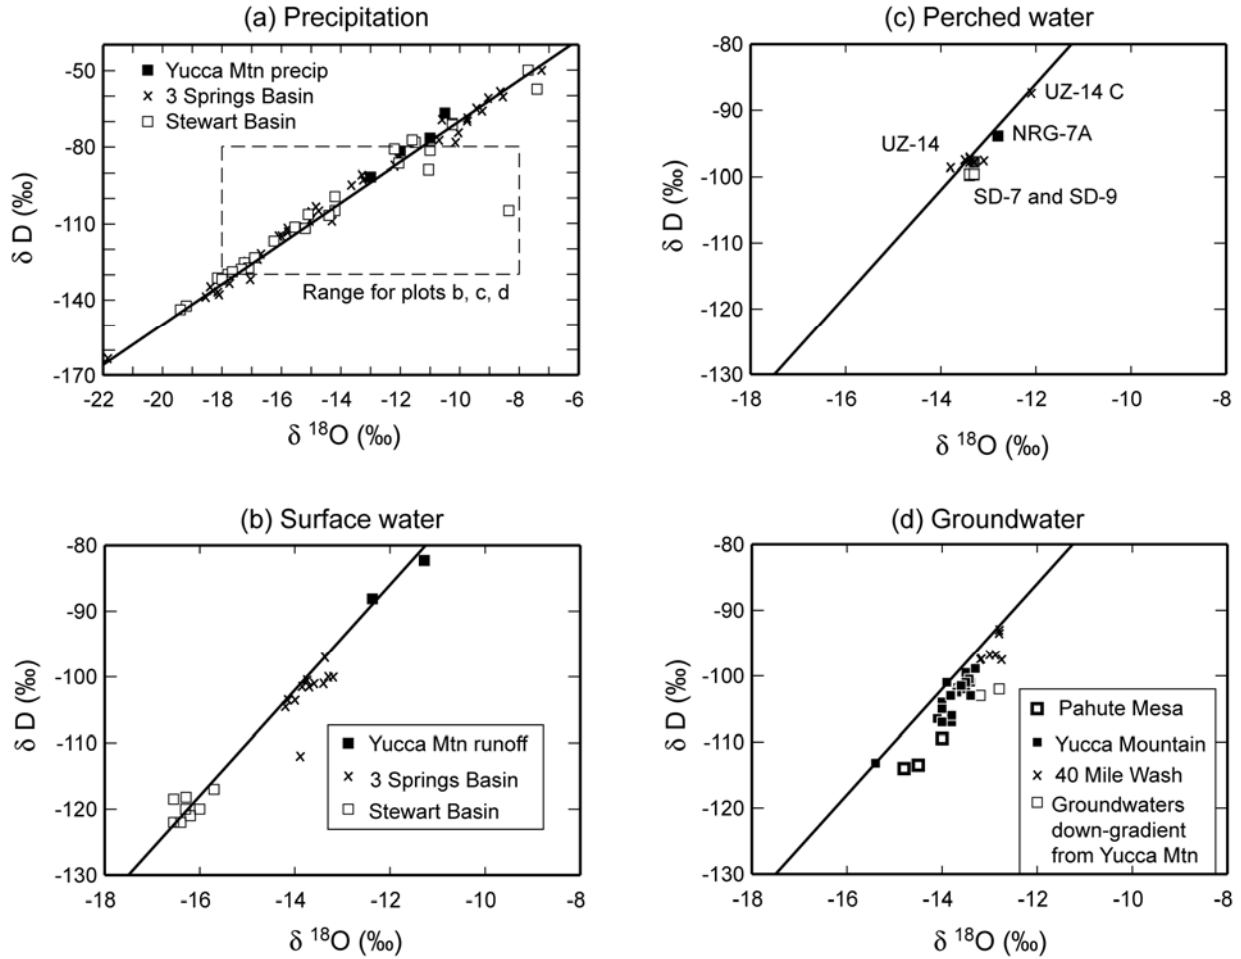 (a) Precipitation
δ D (‰)
-50
-80
-110
-140
-170
Yucca Mtn precip
3 Springs Basin
Stewart Basin
Range for plots b, c, d
-22 -20 -18 -16 -14 -12 -10 -8 -6
δ ¹⁸O (‰)
(c) Perched water
δ D (‰)
-80
-90
-100
-110
-120
-130
UZ-14 C
NRG-7A
UZ-14
SD-7 and SD-9
-18 -16 -14 -12 -10 -8
δ ¹⁸O (‰)
(b) Surface water
δ D (‰)
-80
-90
-100
-110
-120
-130
Yucca Mtn runoff
3 Springs Basin
Stewart Basin
-18 -16 -14 -12 -10 -8
δ ¹⁸O (‰)
(d) Groundwater
δ D (‰)
-80
-90
-100
-110
-120
-130
Pahute Mesa
Yucca Mountain
40 Mile Wash
Groundwaters
down-gradient
from Yucca Mtn
-18 -16 -14 -12 -10 -8
δ ¹⁸O (‰)